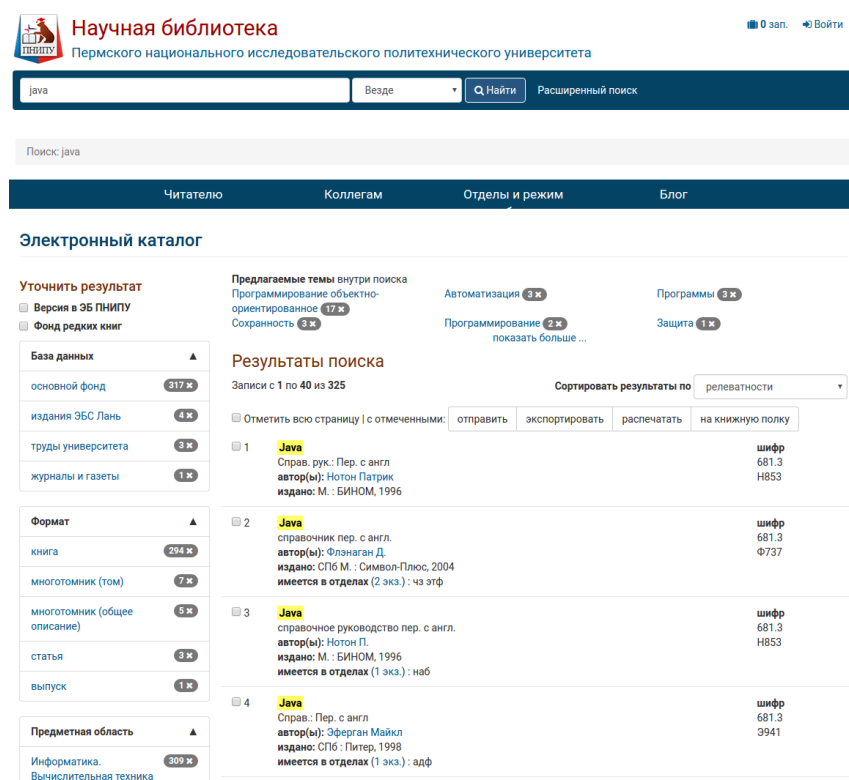 ПНИПУ
Научная библиотека
0 зап. Войти
Пермского национального исследовательского политехнического университета
java Везде Найти Расширенный поиск
Поиск: java
Читателю Коллегам Отделы и режим Блог
Электронный каталог
Уточнить результат
Версия в ЭБ ПНИПУ
Фонд редких книг
База данных ▲
основной фонд 317 ×
издания ЭБС Лань 4 ×
труды университета 3 ×
журналы и газеты 1 ×
Формат ▲
книга 294 ×
многотомник (том) 7 ×
многотомник (общее 5 ×
описание)
статья 3 ×
выпуск 1 ×
Предметная область ▲
Информатика. 309 ×
Вычислительная техника
Предлагаемые темы внутри поиска
Программирование объектно-
ориентированное 17 ×
Автоматизация 3 ×
Программы 3 ×
Сохранность 3 ×
Программирование 2 ×
Защита 1 ×
показать больше ...
Результаты поиска
Записи с 1 по 40 из 325
Сортировать результаты по релеватности
Отметить всю страницу | с отмеченными: отправить экспортировать распечатать на книжную полку
1 Java шифр
Справ. рук.: Пер. с англ 681.3
автор(ы): Нотон Патрик Н853
издано: М. : БИНОМ, 1996
2 Java шифр
справочник пер. с англ. 681.3
автор(ы): Флэнаган Д. Ф737
издано: СПб М. : Символ-Плюс, 2004
имеется в отделах (2 экз.) : чз этф
3 Java шифр
справочное руководство пер. с англ. 681.3
автор(ы): Нотон П. Н853
издано: М. : БИНОМ, 1996
имеется в отделах (1 экз.) : наб
4 Java шифр
Справ.: Пер. с англ 681.3
автор(ы): Эферган Майкл Э941
издано: СПб : Питер, 1998
имеется в отделах (1 экз.) : адф